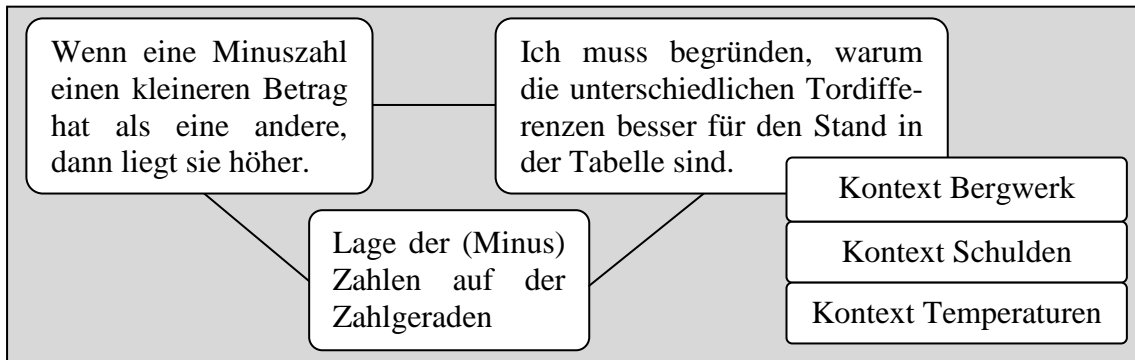 Wenn eine Minuszahl
einen kleineren Betrag
hat als eine andere,
dann liegt sie höher.
Ich muss begründen, warum
die unterschiedlichen Tordiffe-
renzen besser für den Stand in
der Tabelle sind.
Kontext Bergwerk
Kontext Schulden
Kontext Temperaturen
Lage der (Minus)
Zahlen auf der
Zahlgeraden